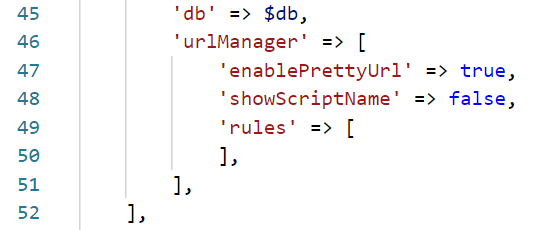 45            'db' => $db,
46            'urlManager' => [
47                'enablePrettyUrl' => true,
48                'showScriptName' => false,
49                'rules' => [
50                ],
51            ],
52        ],